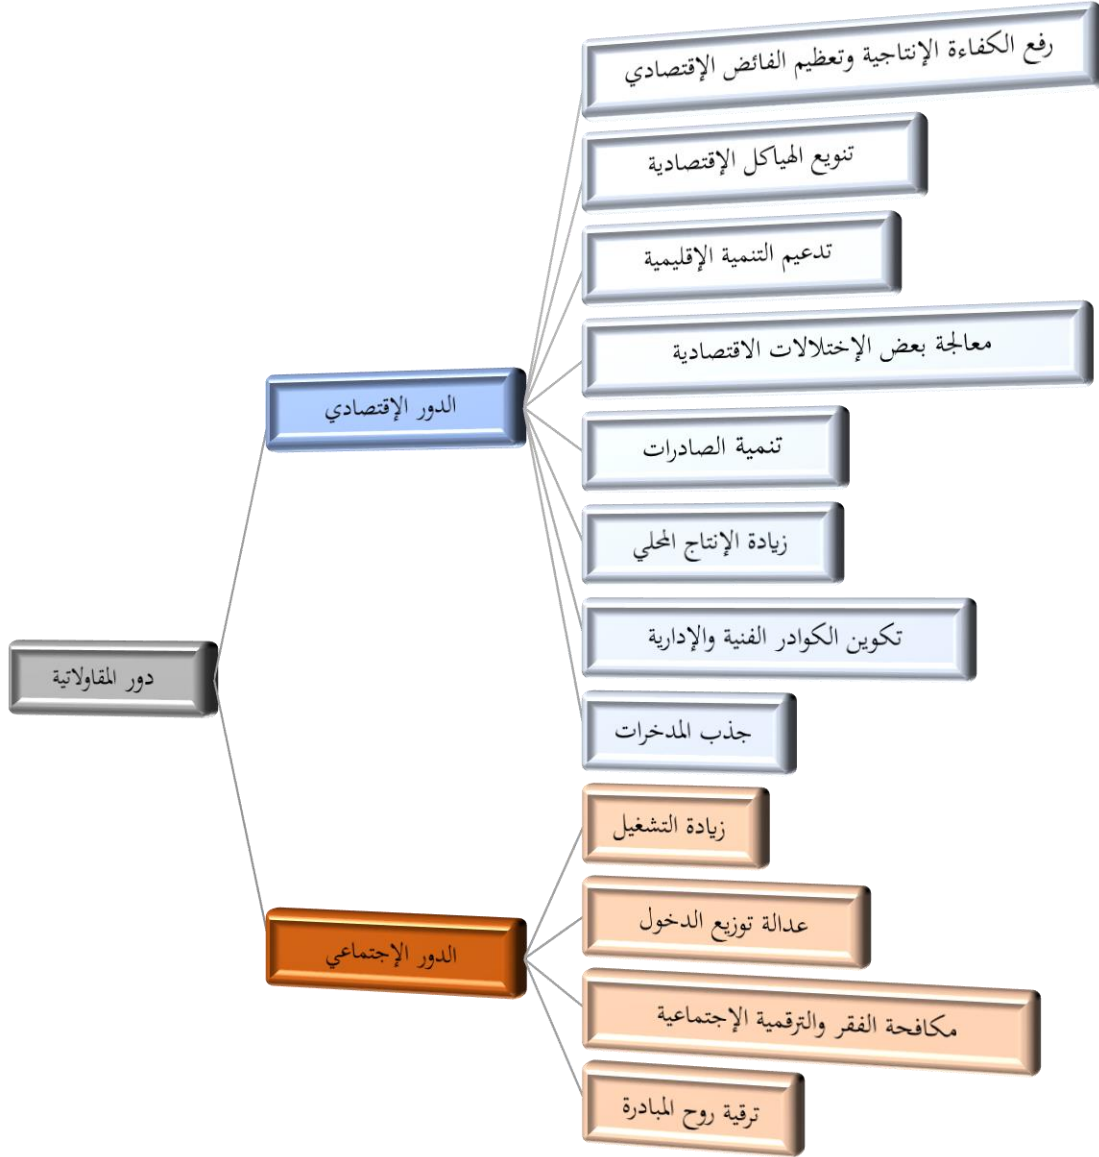 دور المقاولاتية
الدور الإقتصادي
رفع الكفاءة الإنتاجية وتعظيم الفائض الإقتصادي
تنويع الهياكل الإقتصادية
تدعيم التنمية الإقليمية
معالجة بعض الإختلالات الاقتصادية
تنمية الصادرات
زيادة الإنتاج المحلي
تكوين الكوادر الفنية والإدارية
جذب المدخرات
الدور الإجتماعي
زيادة التشغيل
عدالة توزيع الدخول
مكافحة الفقر والترقمية الإجتماعية
ترقية روح المبادرة